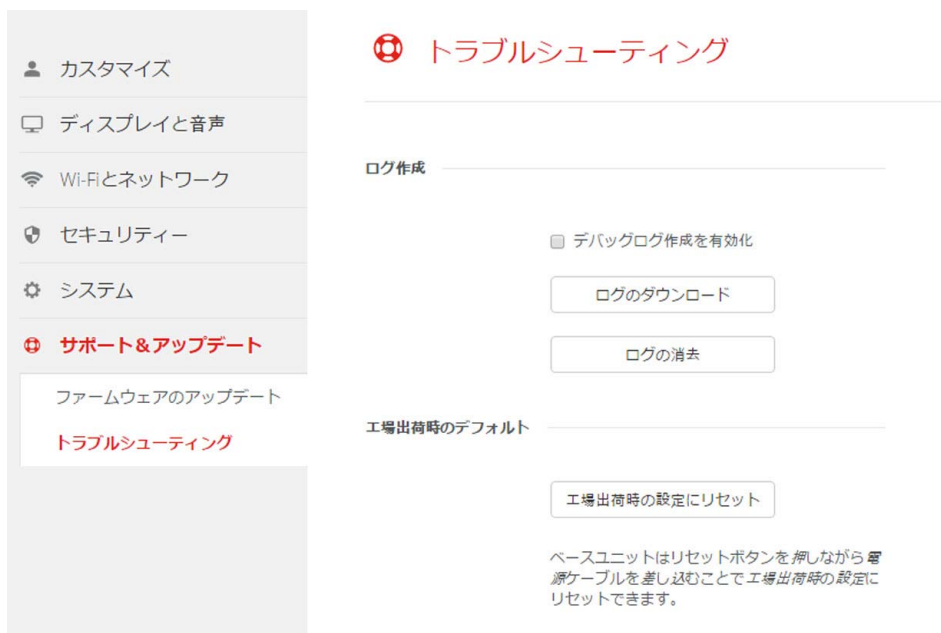 カスタマイズ
ディスプレイと音声
Wi-Fiとネットワーク
セキュリティー
システム
サポート&アップデート
ファームウェアのアップデート
トラブルシューティング
トラブルシューティング
ログ作成
デバッグログ作成を有効化
ログのダウンロード
ログの消去
工場出荷時のデフォルト
工場出荷時の設定にリセット
ベースユニットはリセットボタンを押しながら電
源ケーブルを差し込むことで工場出荷時の設定に
リセットできます。